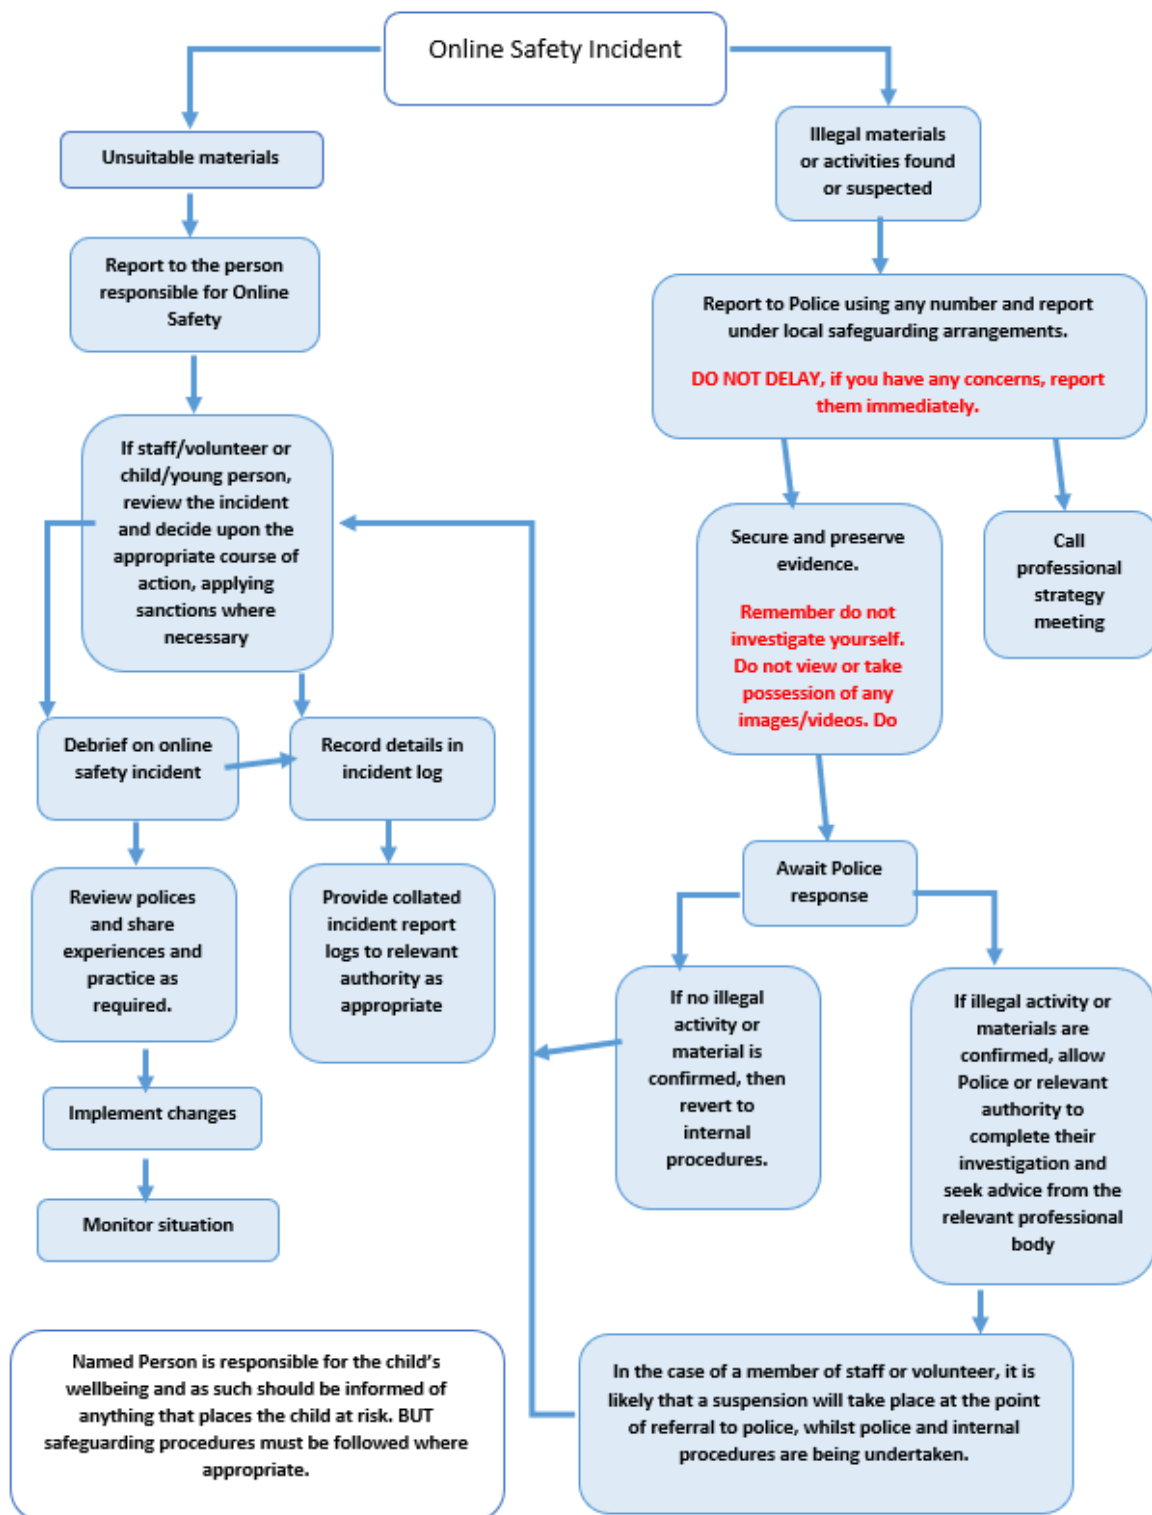 Online Safety Incident
Unsuitable materials
Illegal materials
or activities found
or suspected
Report to the person
responsible for Online
Safety
Report to Police using any number and report
under local safeguarding arrangements.
DO NOT DELAY, if you have any concerns, report
them immediately.
If staff/volunteer or
child/young person,
review the incident
and decide upon the
appropriate course of
action, applying
sanctions where
necessary
Secure and preserve
evidence.
Remember do not
investigate yourself.
Do not view or take
possession of any
images/videos. Do
Call
professional
strategy
meeting
Debrief on online
safety incident
Record details in
incident log
Review polices
and share
experiences and
practice as
required.
Provide collated
incident report
logs to relevant
authority as
appropriate
Await Police
response
If no illegal
activity or
material is
confirmed, then
revert to
internal
procedures.
If illegal activity or
materials are
confirmed, allow
Police or relevant
authority to
complete their
investigation and
seek advice from the
relevant professional
body
Implement changes
Monitor situation
Named Person is responsible for the child's
wellbeing and as such should be informed of
anything that places the child at risk. BUT
safeguarding procedures must be followed where
appropriate.
In the case of a member of staff or volunteer, it is
likely that a suspension will take place at the point
of referral to police, whilst police and internal
procedures are being undertaken.